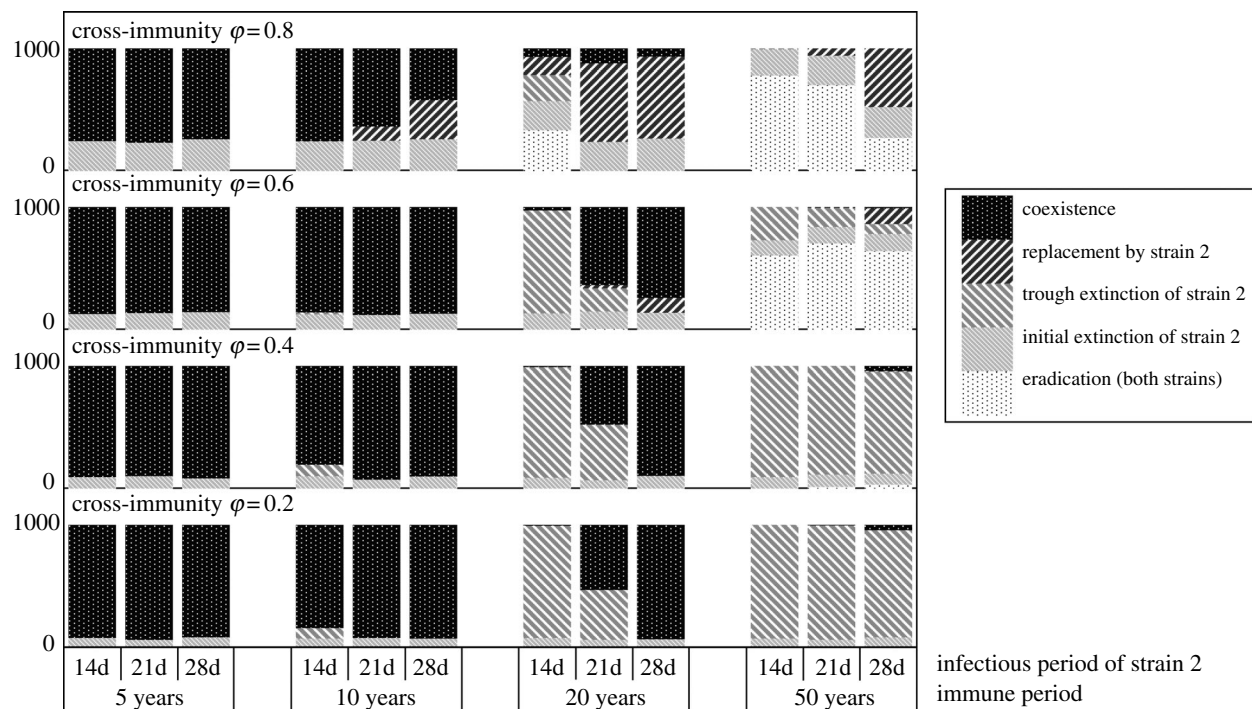 cross-immunity φ=0.8
1000
0
cross-immunity φ=0.6
1000
0
cross-immunity φ=0.4
1000
0
cross-immunity φ=0.2
1000
0
14d 21d 28d 14d 21d 28d 14d 21d 28d 14d 21d 28d
5 years 10 years 20 years 50 years
infectious period of strain 2
immune period
coexistence
replacement by strain 2
trough extinction of strain 2
initial extinction of strain 2
eradication (both strains)